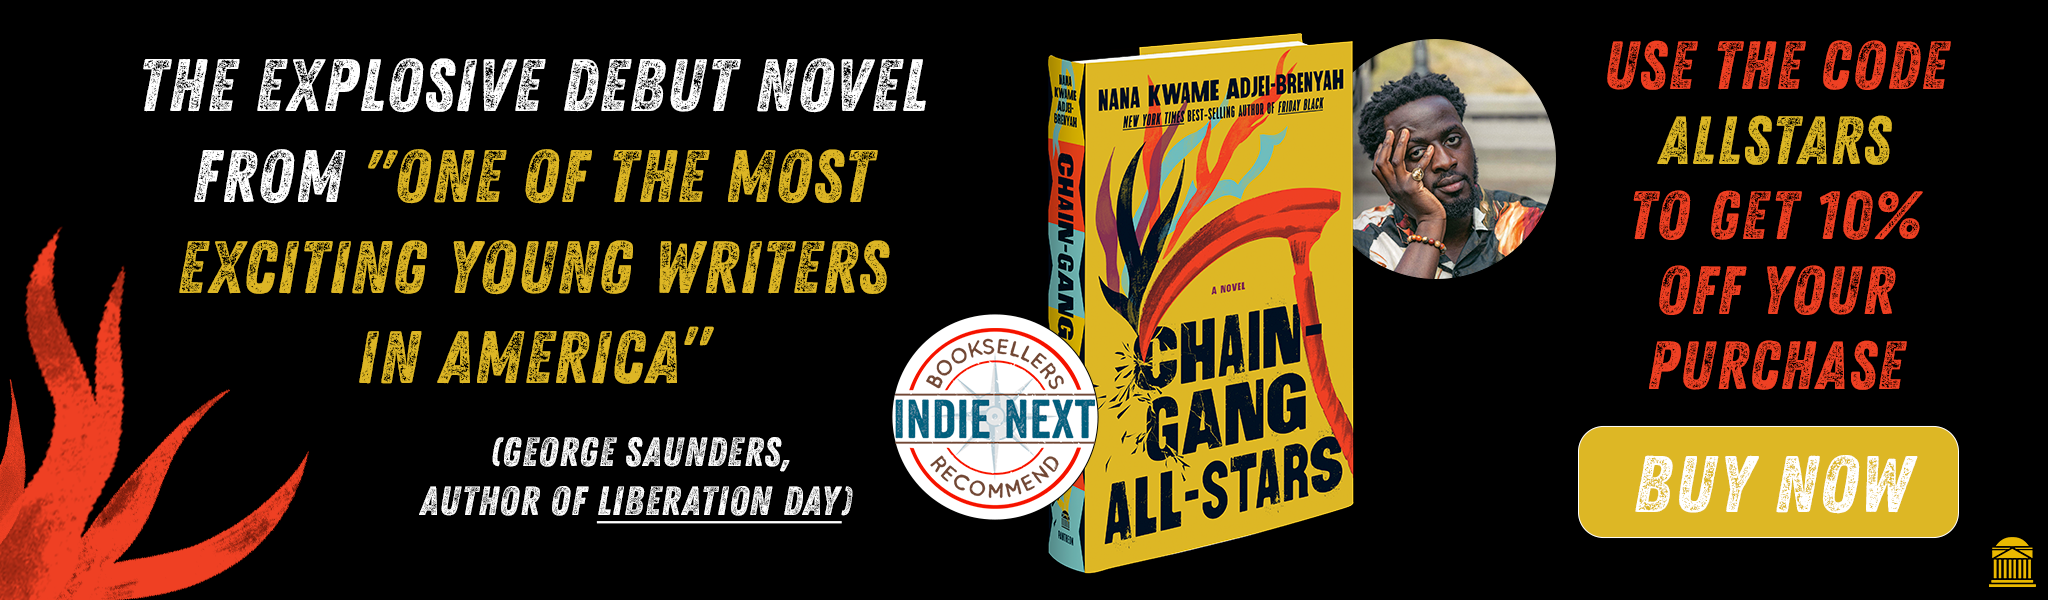 THE EXPLOSIVE DEBUT NOVEL
FROM "ONE OF THE MOST
EXCITING YOUNG WRITERS
IN AMERICA"
(GEORGE SAUNDERS,
AUTHOR OF LIBERATION DAY)
BOOKSELLERS
INDIE NEXT
RECOMMEND
NANA
KWAME
ADJEI-
BRENYAH
CHAIN-GANG
PANTHEON
NANA KWAME ADJEI-BRENYAH
NEW YORK TIMES BEST-SELLING AUTHOR OF FRIDAY BLACK
A NOVEL
CHAIN-
GANG
ALL-STARS
USE THE CODE
ALLSTARS
TO GET 10%
OFF YOUR
PURCHASE
BUY NOW